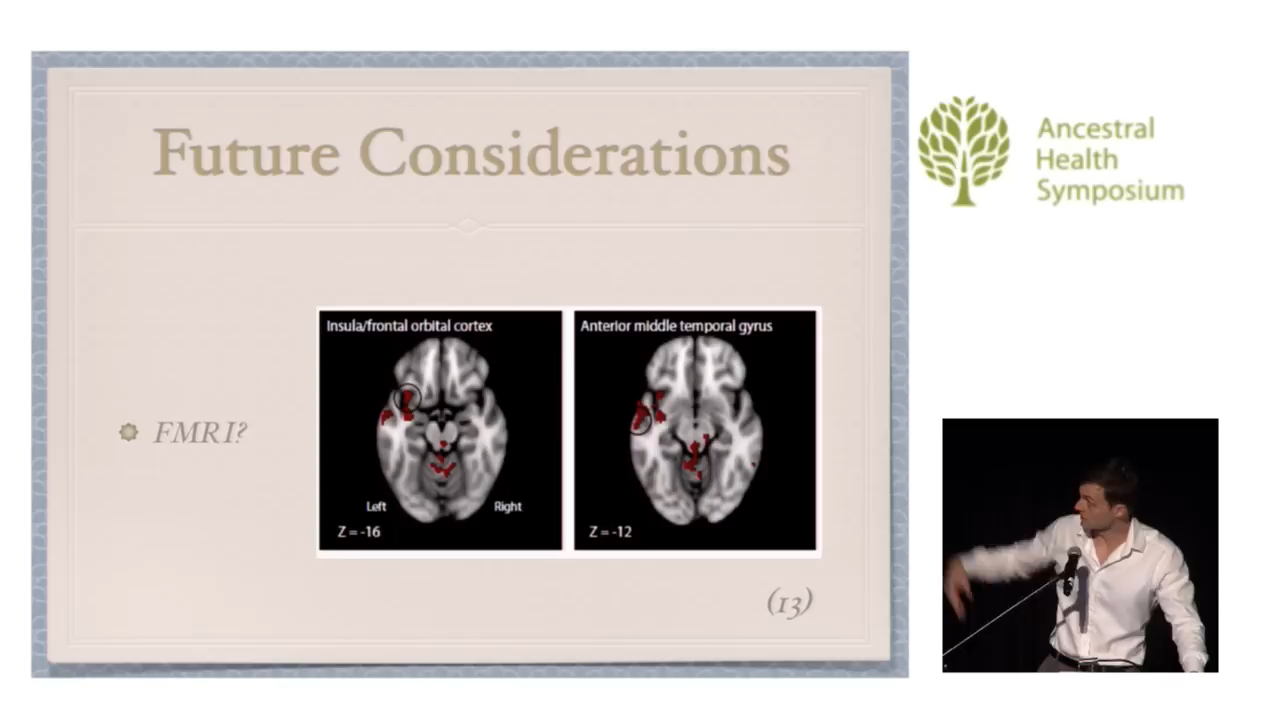 Future Considerations
Ancestral
Health
Symposium
Insula/frontal orbital cortex
Anterior middle temporal gyrus
FMRI?
Left
Right
Z = -16
Z = -12
(13)